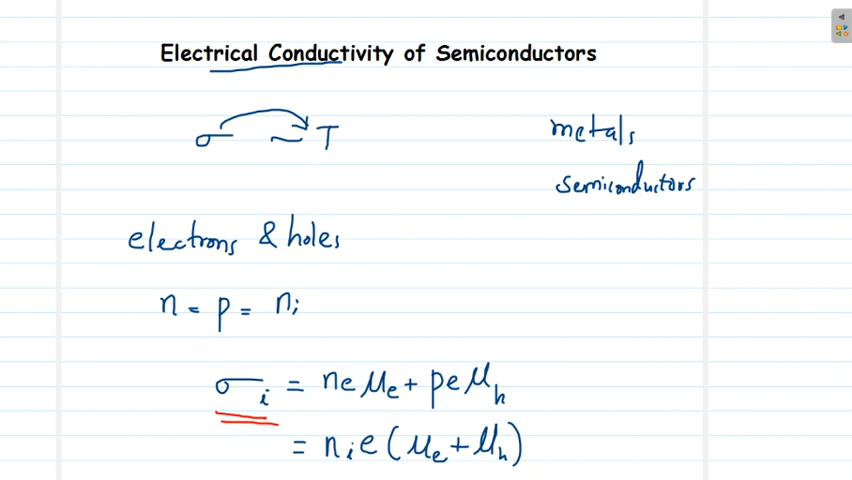 Electrical Conductivity of Semiconductors
σ ~ T
metals
semiconductors
electrons & holes
n = p = ni
σi = neμe + peμh
= nie(μe + μh)